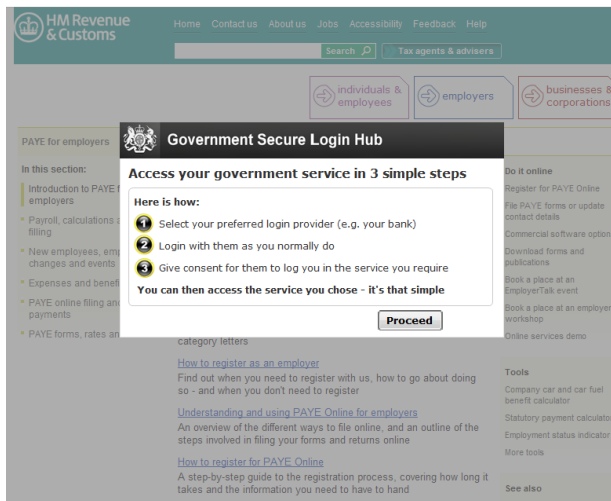 HM Revenue
& Customs
Home Contact us About us Jobs Accessibility Feedback Help
Search
Tax agents & advisers
individuals &
employees
employers
businesses &
corporations
PAYE for employers
Government Secure Login Hub
Access your government service in 3 simple steps
Here is how:
1 Select your preferred login provider (e.g. your bank)
2 Login with them as you normally do
3 Give consent for them to log you in the service you require
You can then access the service you chose - it's that simple
Proceed
In this section:
Introduction to PAYE f
employers
Payroll, calculations a
filling
New employees, emp
changes and events
Expenses and benefi
PAYE online filing and
payments
PAYE forms, rates an
category letters
How to register as an employer
Find out when you need to register with us, how to go about doing
so - and when you don't need to register
Understanding and using PAYE Online for employers
An overview of the different ways to file online, and an outline of the
steps involved in filing your forms and returns online
How to register for PAYE Online
A step-by-step guide to the registration process, covering how long it
takes and the information you need to have to hand
Do it online
Register for PAYE Online
File PAYE forms or update
contact details
Commercial software option
Download forms and
publications
Book a place at an
EmployerTalk event
Book a place at an employer
workshop
Online services demo
Tools
Company car and car fuel
benefit calculator
Statutory payment calculato
Employment status indicator
More tools
See also